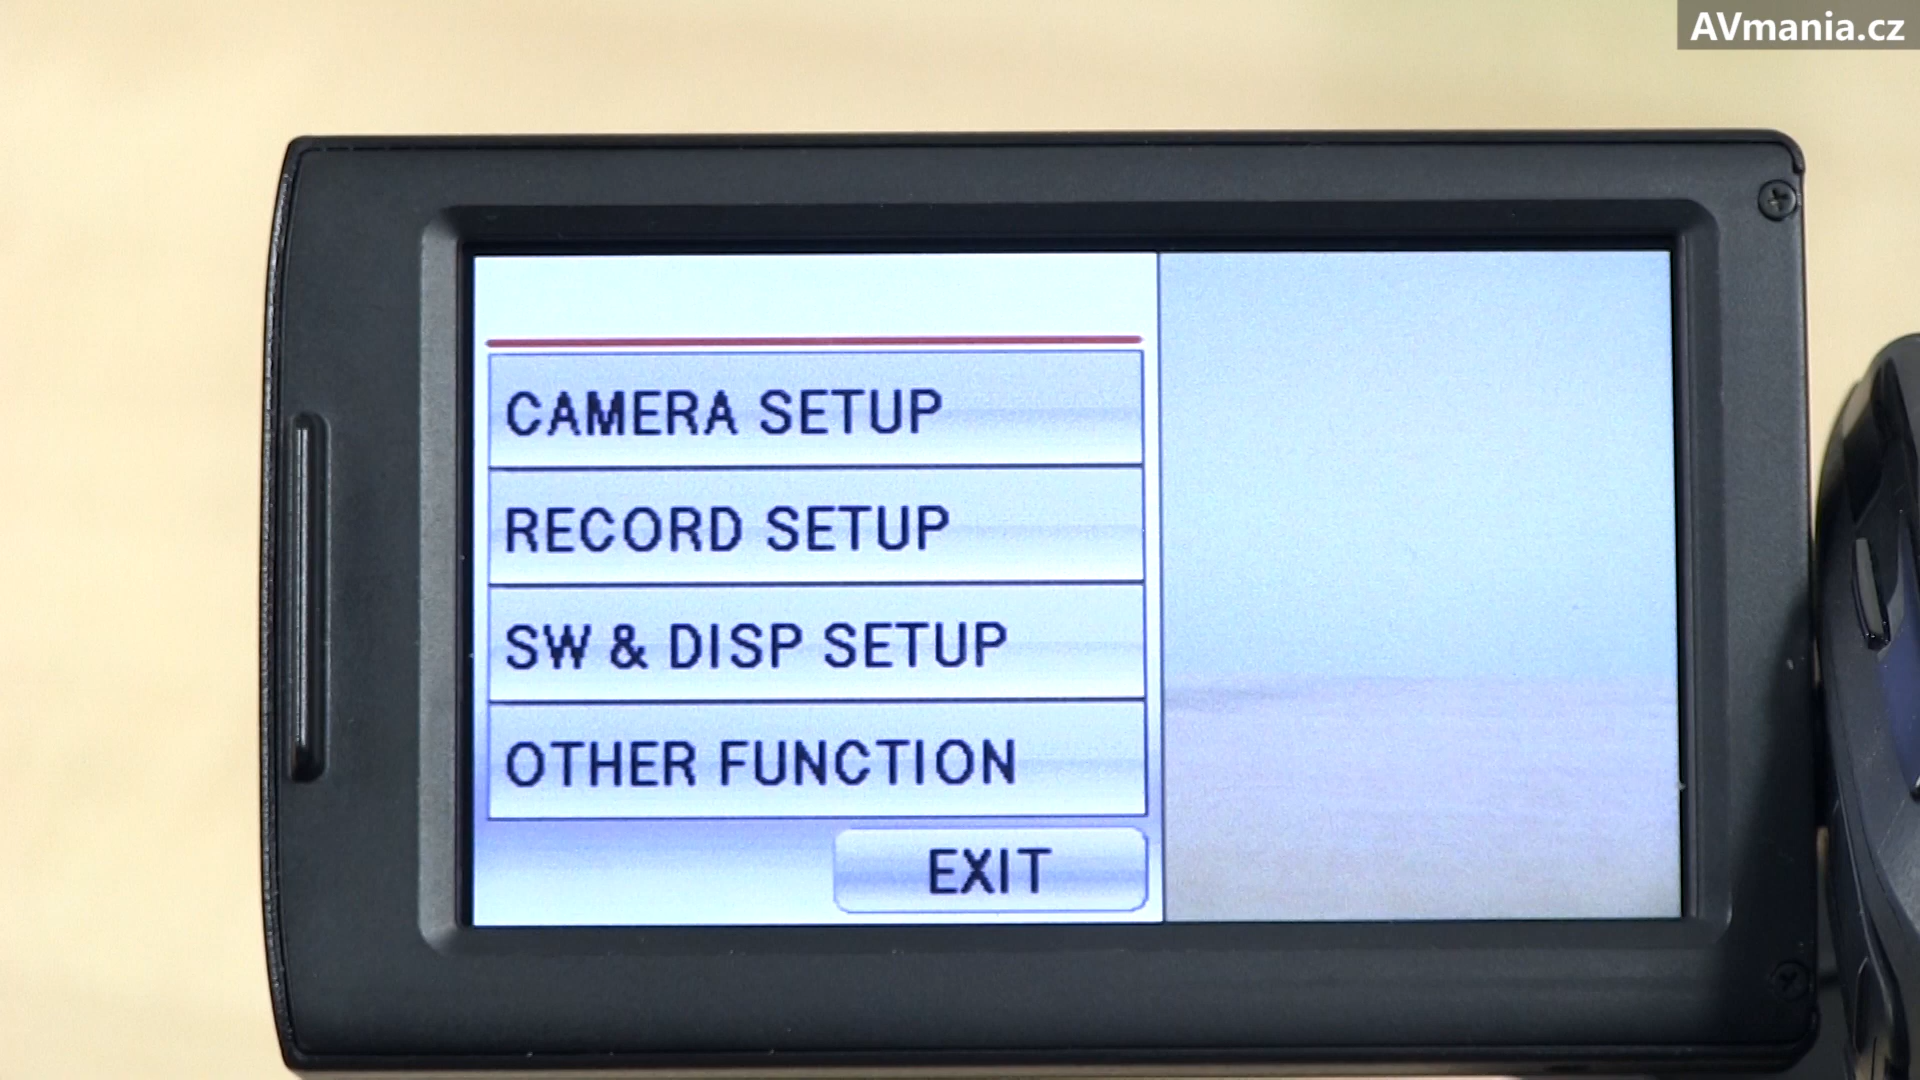 AVmania.cz
CAMERA SETUP
RECORD SETUP
SW & DISP SETUP
OTHER FUNCTION
EXIT